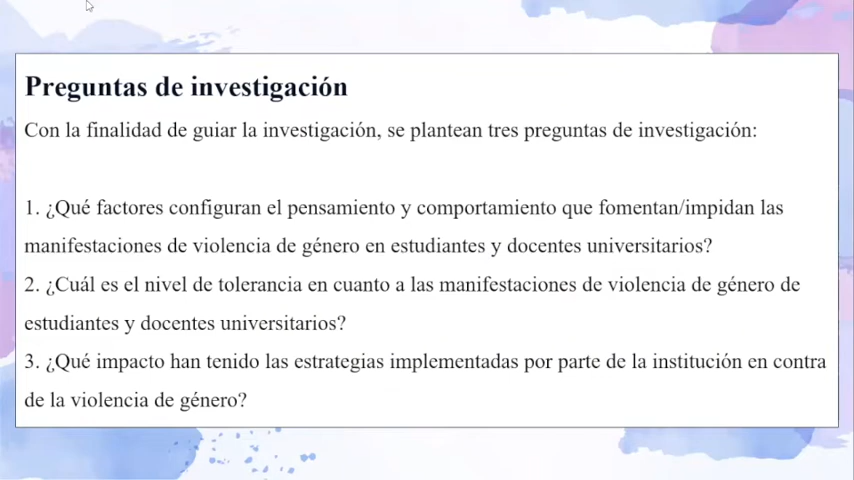 Preguntas de investigación
Con la finalidad de guiar la investigación, se plantean tres preguntas de investigación:
1. ¿Qué factores configuran el pensamiento y comportamiento que fomentan/impidan las
manifestaciones de violencia de género en estudiantes y docentes universitarios?
2. ¿Cuál es el nivel de tolerancia en cuanto a las manifestaciones de violencia de género de
estudiantes y docentes universitarios?
3. ¿Qué impacto han tenido las estrategias implementadas por parte de la institución en contra
de la violencia de género?